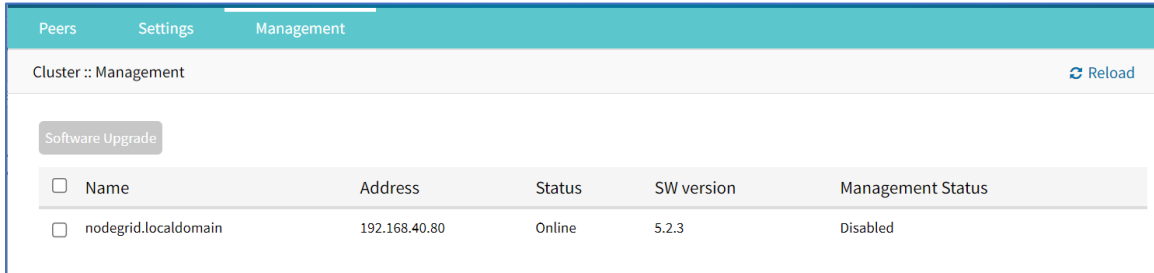 Peers Settings Management
Cluster :: Management Reload
Software Upgrade
Name Address Status SW version Management Status
nodegrid.localdomain 192.168.40.80 Online 5.2.3 Disabled